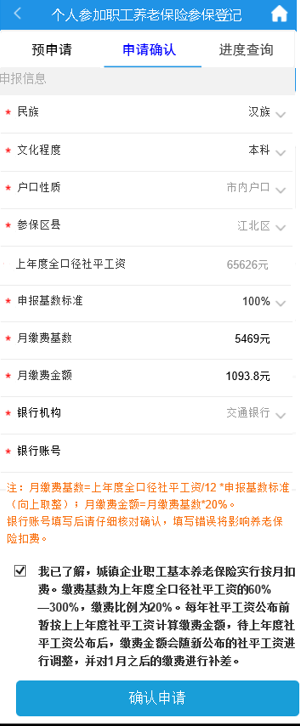 个人参加职工养老保险参保登记
预申请 申请确认 进度查询
申报信息
* 民族 汉族
* 文化程度 本科
* 户口性质 市内户口
* 参保区县 江北区
上年度全口径社平工资 65626元
* 申报基数标准 100%
* 月缴费基数 5469元
* 月缴费金额 1093.8元
* 银行机构 交通银行
* 银行账号
注：月缴费基数=上年度全口径社平工资/12 *申报基数标准
（向上取整）；月缴费金额=月缴费基数*20%。
银行账号填写后请仔细核对确认，填写错误将影响养老保
险扣费。
我已了解，城镇企业职工基本养老保险实行按月扣
费。缴费基数为上年度全口径社平工资的60%
—300%，缴费比例为20%。每年社平工资公布前
暂按上上年度社平工资计算缴费金额，待上年度社
平工资公布后，缴费金额会随新公布的社平工资进
行调整，并对1月之后的缴费进行补差。
确认申请